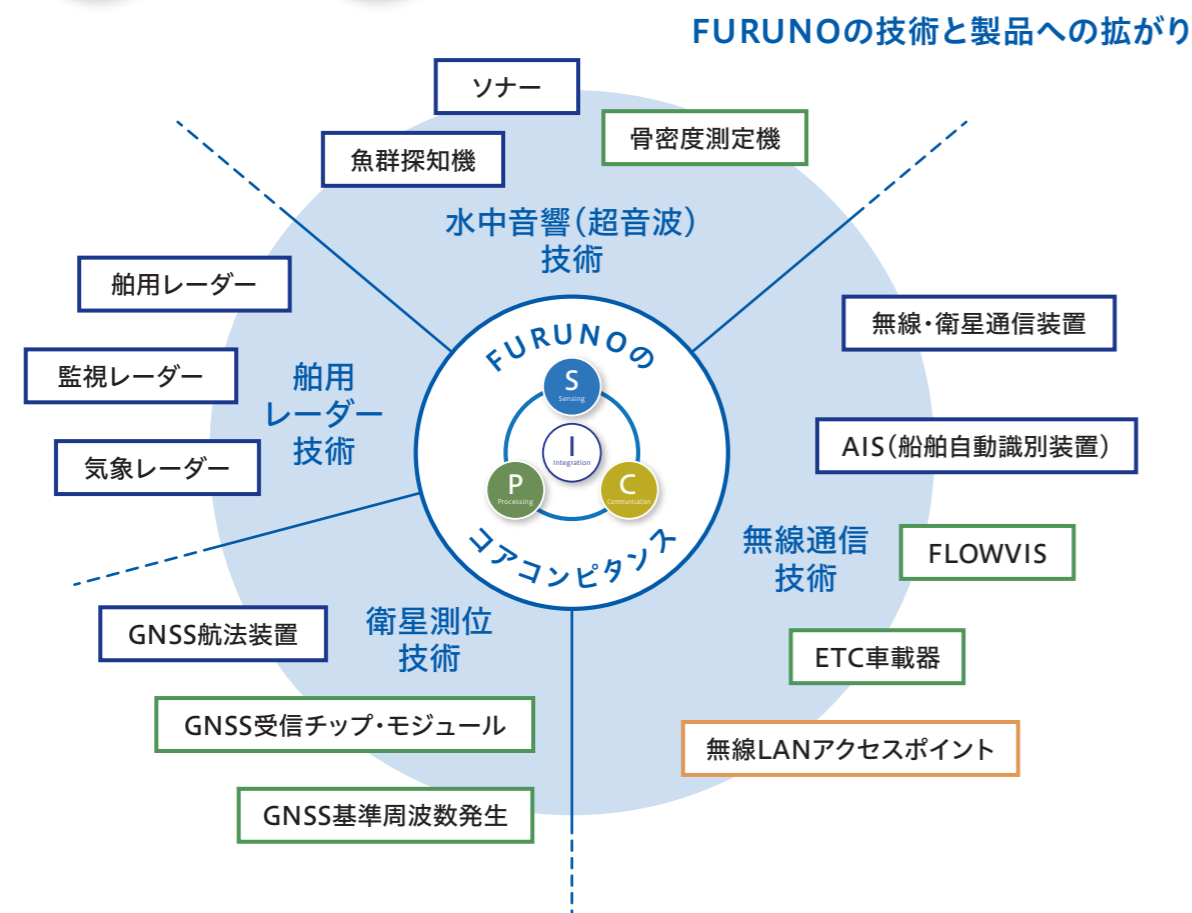 FURUNOの技術と製品への拡がり
ソナー
骨密度測定機
魚群探知機
水中音響（超音波）
技術
舶用レーダー
監視レーダー
気象レーダー
舶用
レーダー
技術
FURUNOの
S
Sensing
I
Integration
P
Processing
C
Communication
コアコンピタンス
無線・衛星通信装置
AIS（船舶自動識別装置）
無線通信
技術
FLOWVIS
ETC車載器
無線LANアクセスポイント
衛星測位
技術
GNSS航法装置
GNSS受信チップ・モジュール
GNSS基準周波数発生